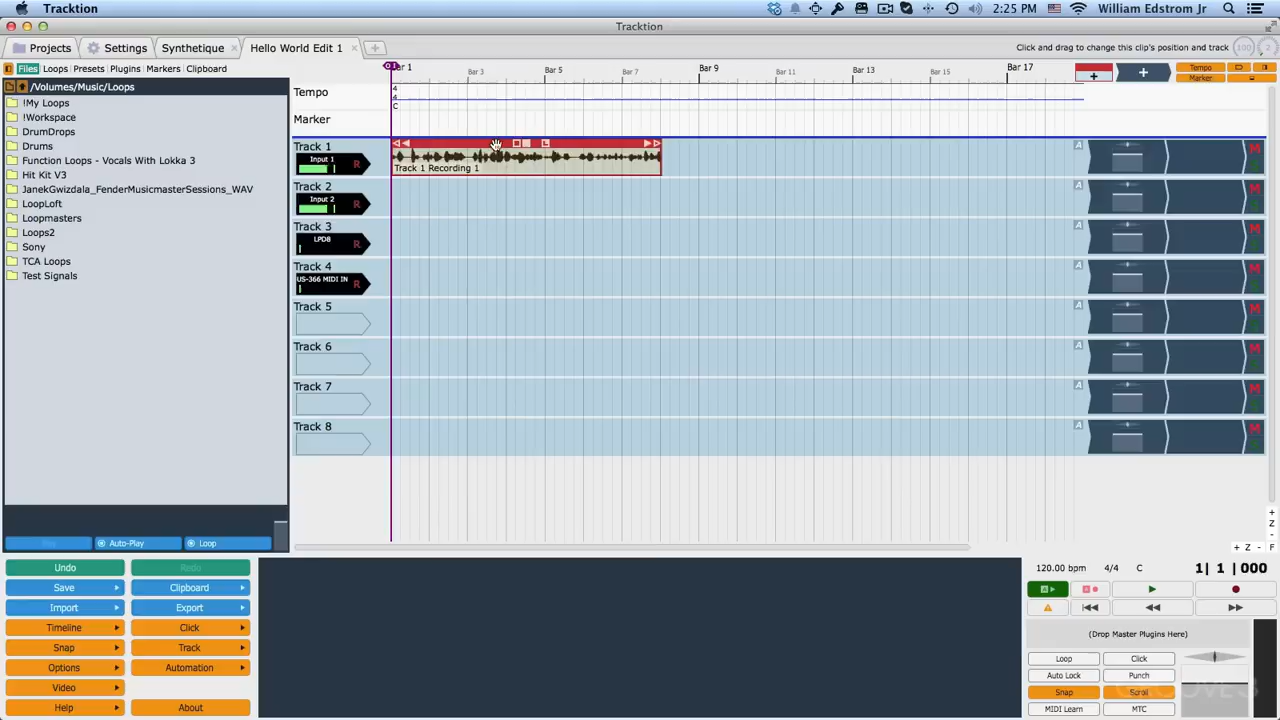 Tracktion
2:25 PM William Edstrom Jr
Tracktion
Projects Settings Synthetique Hello World Edit 1
Click and drag to change this clip's position and track
Files Loops Presets Plugins Markers Clipboard
/Volumes/Music/Loops
!My Loops
!Workspace
DrumDrops
Drums
Function Loops - Vocals With Lokka 3
Hit Kit V3
JanekGwizdala_FenderMusicmasterSessions_WAV
LoopLoft
Loopmasters
Loops2
Sony
TCA Loops
Test Signals
Auto-Play
Loop
Bar 3 Bar 5 Bar 7 Bar 9 Bar 11 Bar 13 Bar 15 Bar 17
Tempo
Marker
Tempo
4
4
C
Marker
Track 1
Input 1
R
Track 1 Recording 1
A
M
Track 2
Input 2
R
A
M
Track 3
LPD8
R
A
M
Track 4
US-366 MIDI IN
R
A
M
Track 5
A
M
Track 6
A
M
Track 7
A
M
Track 8
A
M
+
Z
-
+ Z - F
Undo Redo
Save Clipboard
Import Export
Timeline Click
Snap Track
Options Automation
Video
Help About
120.00 bpm 4/4 C 1| 1 |000
(Drop Master Plugins Here)
Loop Click
Auto Lock Punch
Snap Scroll
MIDI Learn MTC